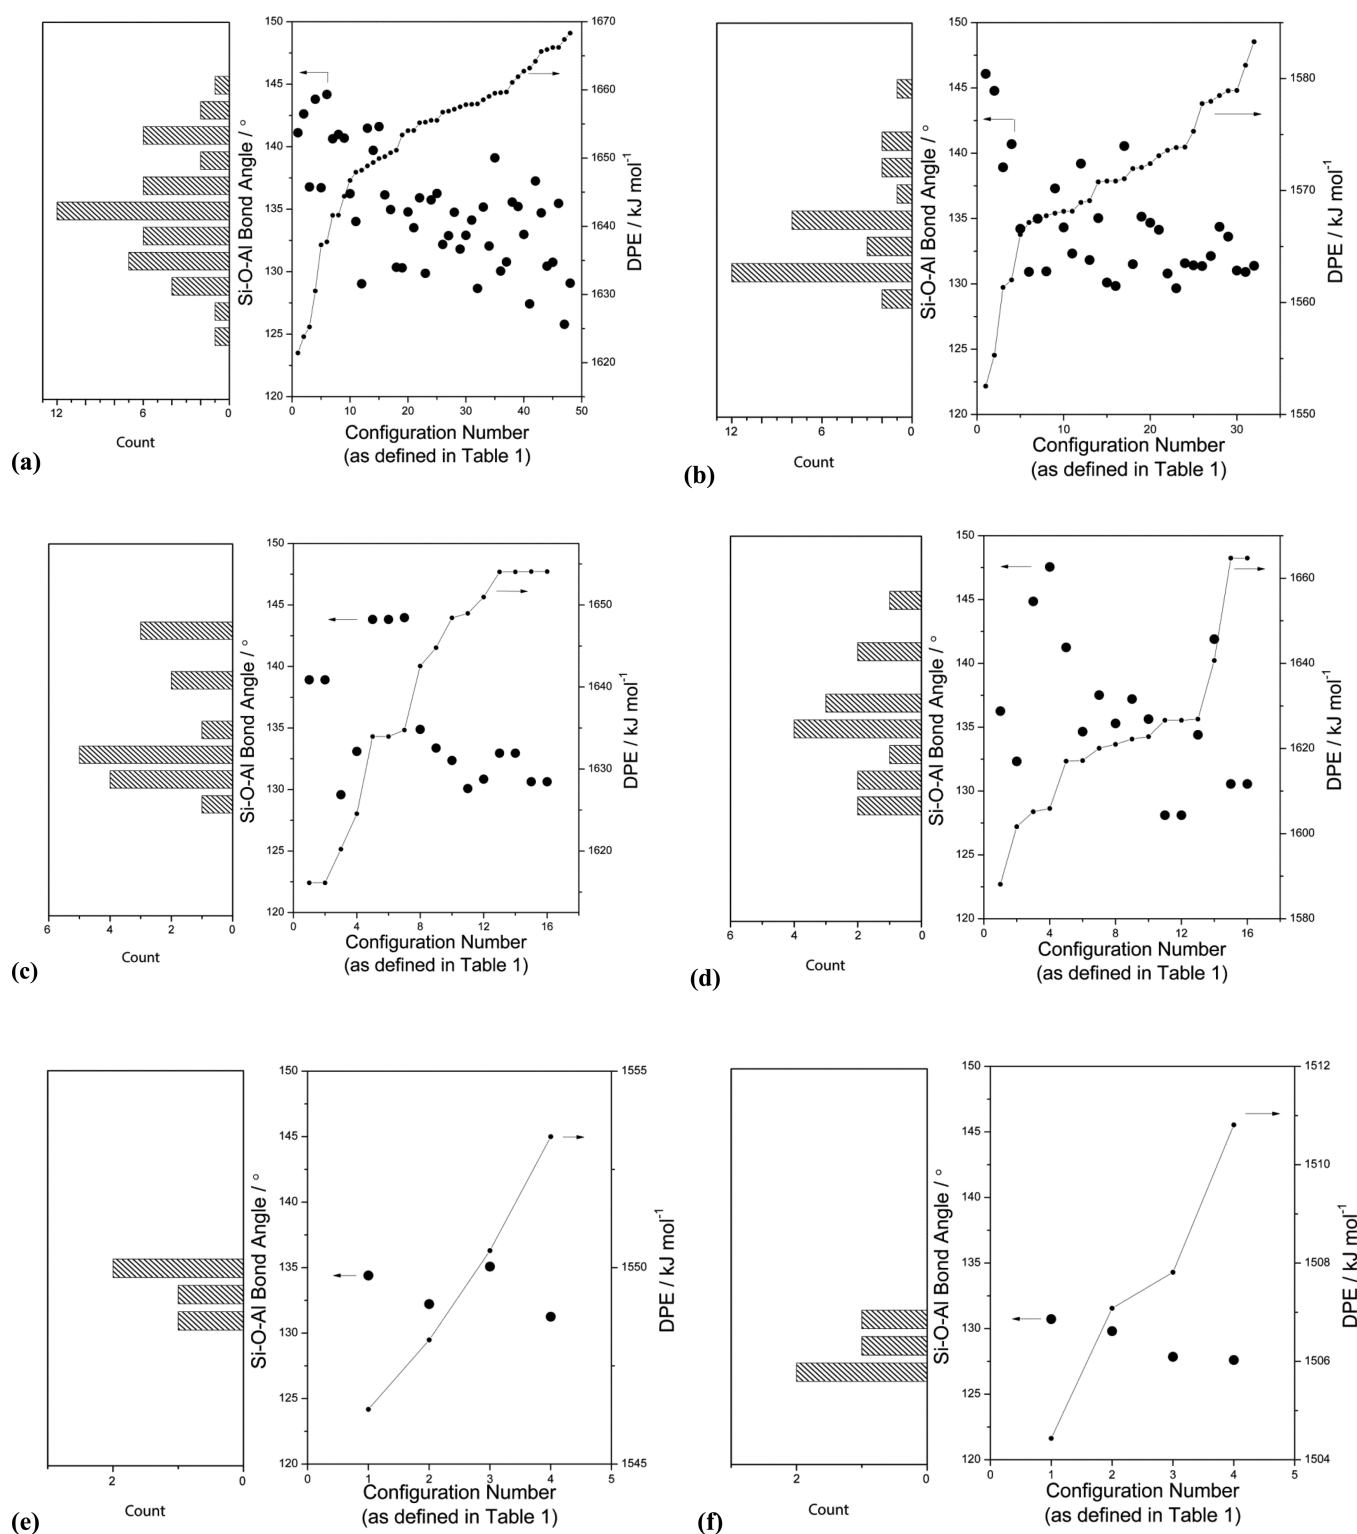 150
145
140
135
130
125
120
1670
1660
1650
1640
1630
1620
Si-O-Al Bond Angle / °
DPE / kJ mol-1
12 6 0
Count
0 10 20 30 40 50
Configuration Number
(as defined in Table 1)
(a)
150
145
140
135
130
125
120
1580
1570
1560
1550
Si-O-Al Bond Angle / °
DPE / kJ mol-1
12 6 0
Count
0 10 20 30
Configuration Number
(as defined in Table 1)
(b)
150
145
140
135
130
125
120
1650
1640
1630
1620
Si-O-Al Bond Angle / °
DPE / kJ mol-1
6 4 2 0
Count
0 4 8 12 16
Configuration Number
(as defined in Table 1)
(c)
150
145
140
135
130
125
120
1660
1640
1620
1600
1580
Si-O-Al Bond Angle / °
DPE / kJ mol-1
6 4 2 0
Count
0 4 8 12 16
Configuration Number
(as defined in Table 1)
(d)
150
145
140
135
130
125
120
1555
1550
1545
Si-O-Al Bond Angle / °
DPE / kJ mol-1
2 0
Count
0 1 2 3 4 5
Configuration Number
(as defined in Table 1)
(e)
150
145
140
135
130
125
120
1512
1510
1508
1506
1504
Si-O-Al Bond Angle / °
DPE / kJ mol-1
2 0
Count
0 1 2 3 4 5
Configuration Number
(as defined in Table 1)
(f)